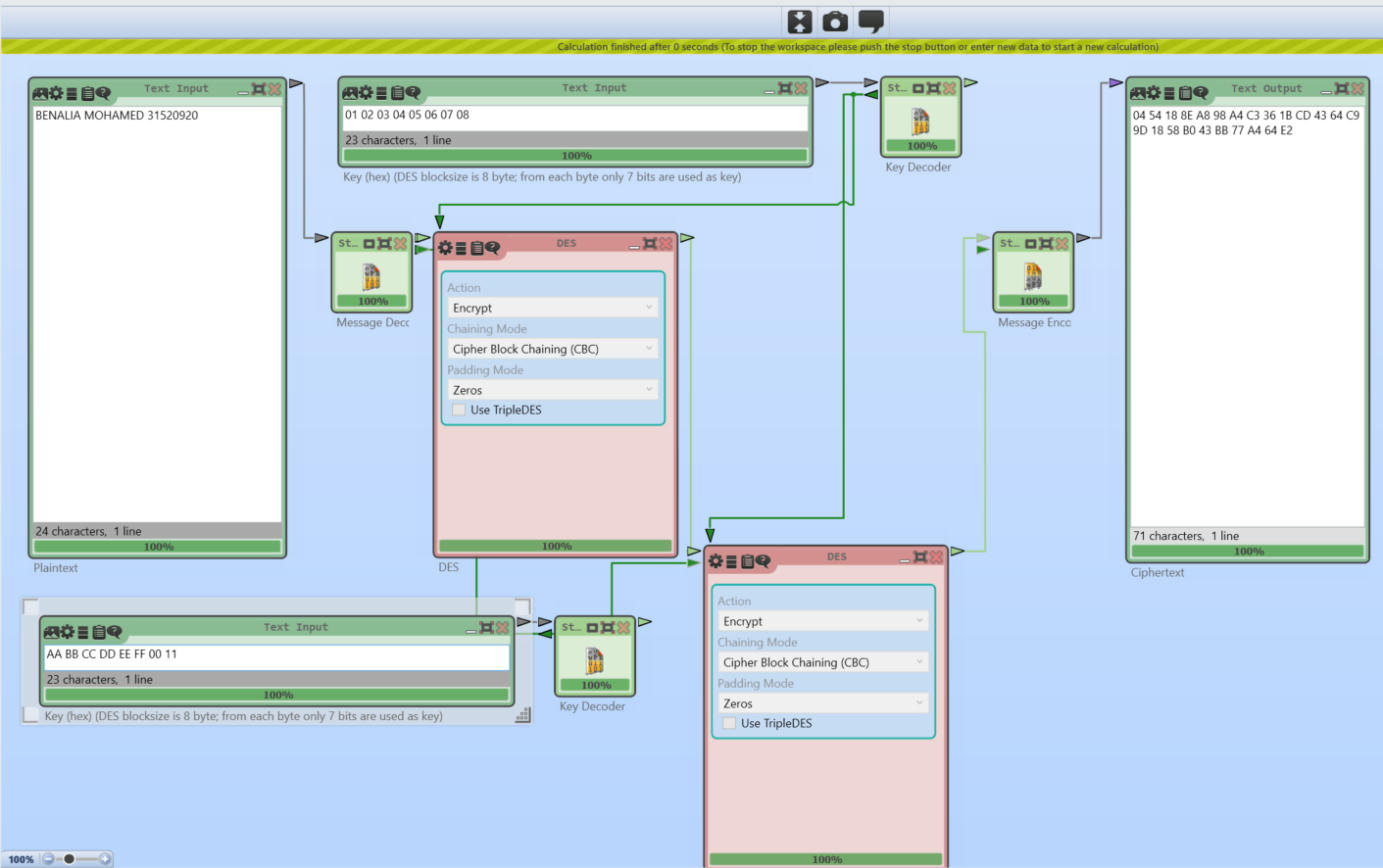 Calculation finished after 0 seconds (To stop the workspace please push the stop button or enter new data to start a new calculation)
Text Input
BENALIA MOHAMED 31520920
24 characters, 1 line
100%
Plaintext
Text Input
01 02 03 04 05 06 07 08
23 characters, 1 line
100%
Key (hex) (DES blocksize is 8 byte; from each byte only 7 bits are used as key)
St...
100%
Key Decoder
Text Output
04 54 18 8E A8 98 A4 C3 36 1B CD 43 64 C9
9D 18 58 B0 43 BB 77 A4 64 E2
71 characters, 1 line
100%
Ciphertext
St...
100%
Message Decc
DES
Action
Encrypt
Chaining Mode
Cipher Block Chaining (CBC)
Padding Mode
Zeros
Use TripleDES
100%
DES
St...
100%
Message Encc
Text Input
AA BB CC DD EE FF 00 11
23 characters, 1 line
100%
Key (hex) (DES blocksize is 8 byte; from each byte only 7 bits are used as key)
St...
100%
Key Decoder
DES
Action
Encrypt
Chaining Mode
Cipher Block Chaining (CBC)
Padding Mode
Zeros
Use TripleDES
100%
100%